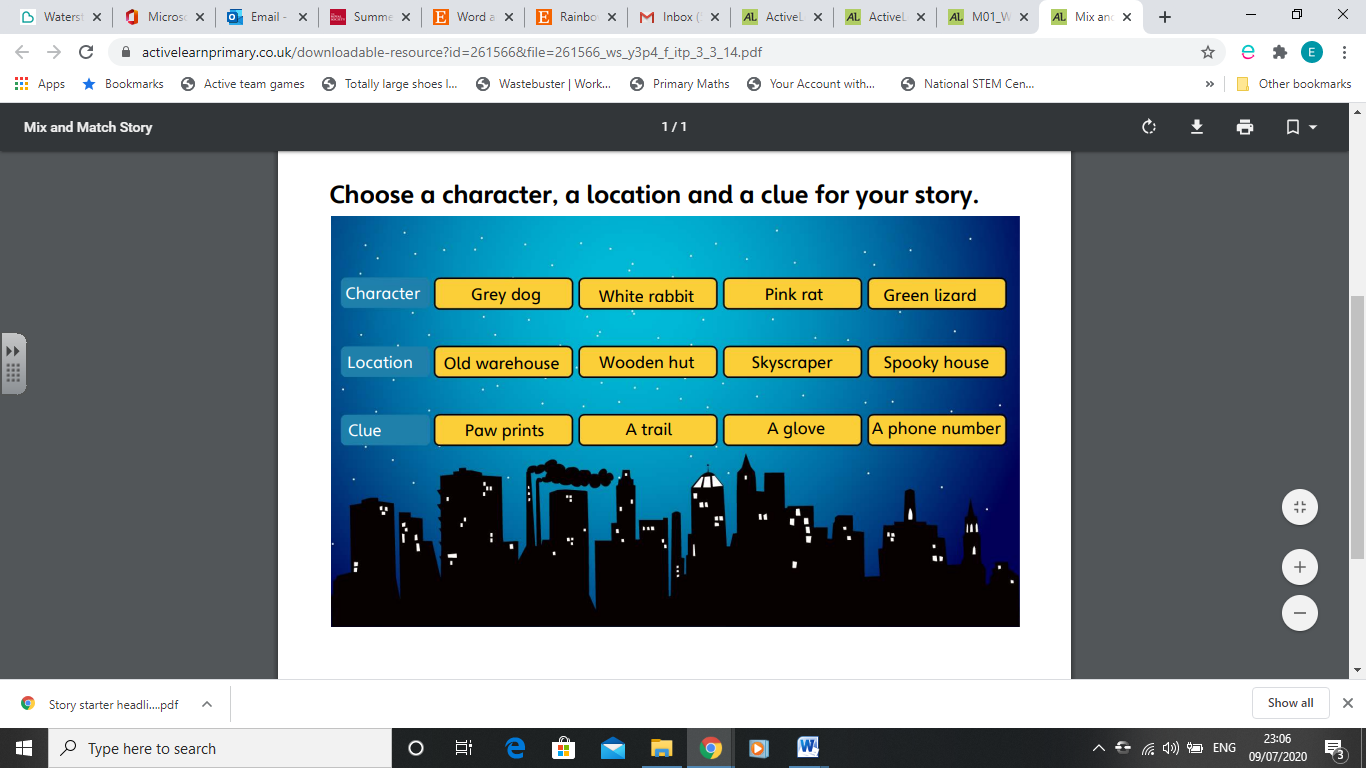 Waterst
Microsc
Email -
Summe
Word a
Rainbo
Inbox (
ActiveL
ActiveL
M01_W
Mix and
activelearnprimary.co.uk/downloadable-resource?id=261566&file=261566_ws_y3p4_f_itp_3_3_14.pdf
E
Apps Bookmarks Active team games Totally large shoes l... Wastebuster | Work... Primary Maths Your Account with... National STEM Cen... » Other bookmarks
Mix and Match Story 1 / 1
Choose a character, a location and a clue for your story.
Character Grey dog White rabbit Pink rat Green lizard
Location Old warehouse Wooden hut Skyscraper Spooky house
Clue Paw prints A trail A glove A phone number
Story starter headli....pdf Show all
Type here to search
ENG
23:06
09/07/2020
3